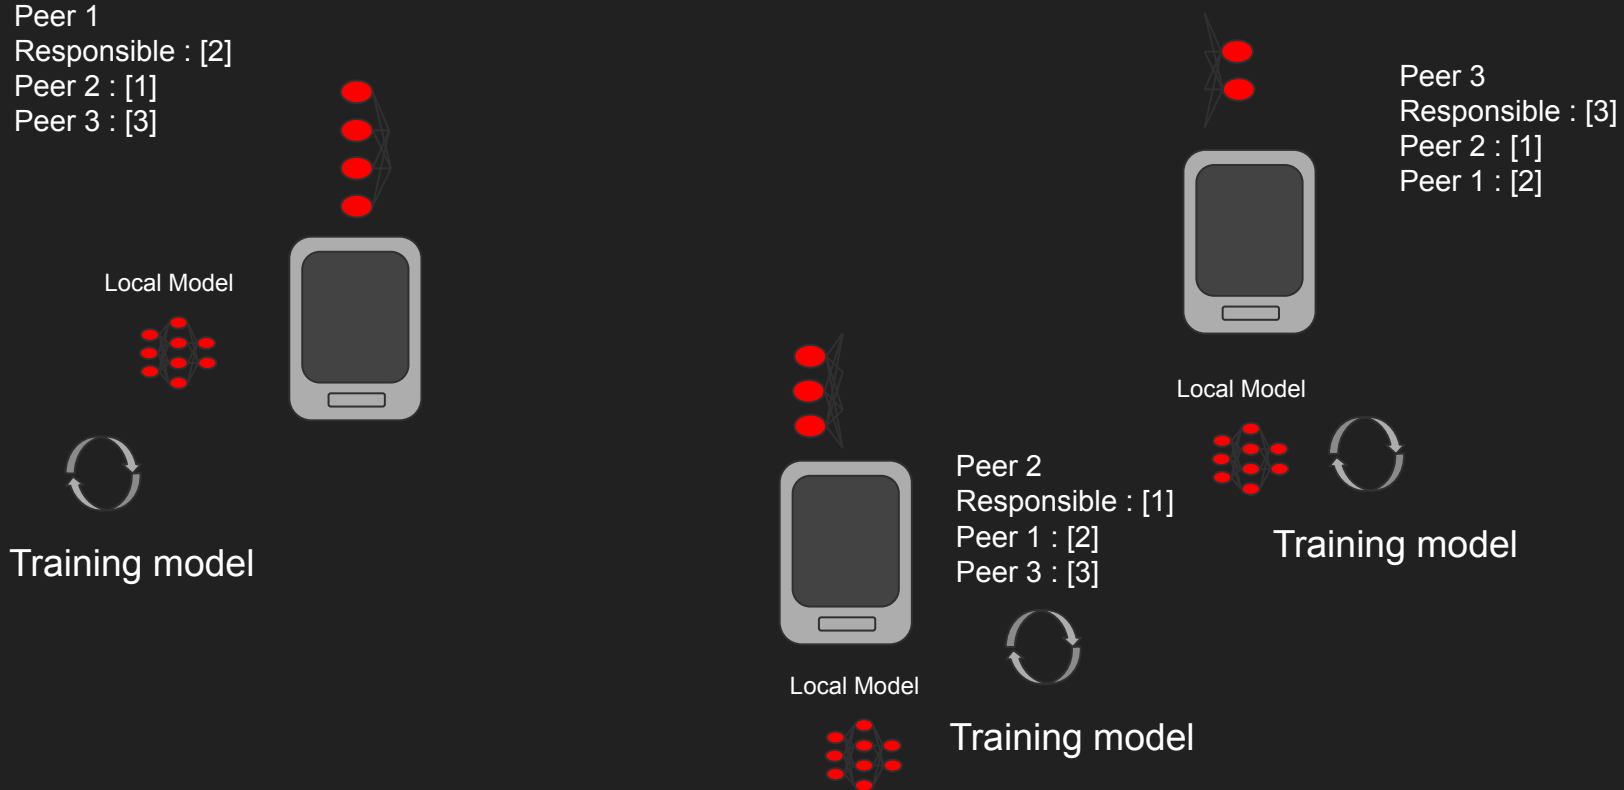 Peer 1
Responsible : [2]
Peer 2 : [1]
Peer 3 : [3]
Local Model
Training model
Peer 2
Responsible : [1]
Peer 1 : [2]
Peer 3 : [3]
Local Model
Training model
Peer 3
Responsible : [3]
Peer 2 : [1]
Peer 1 : [2]
Local Model
Training model